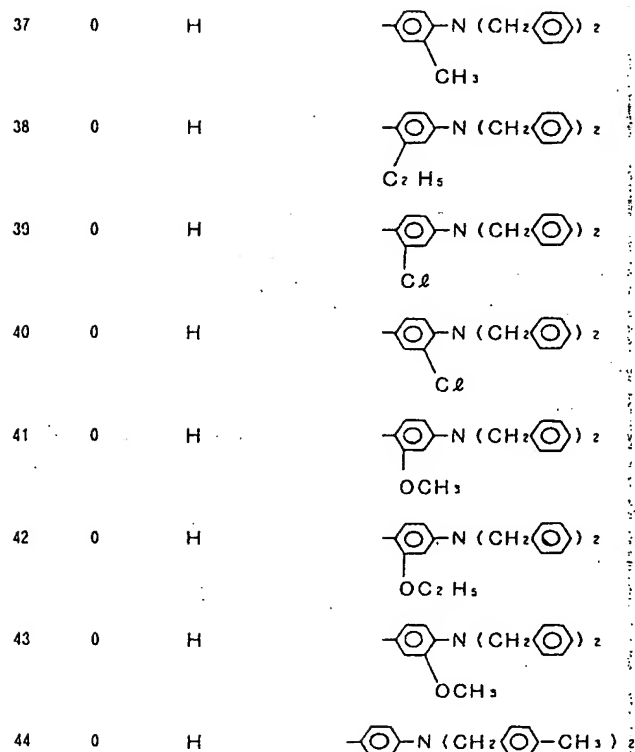 37 0 H N (CH2 ) 2
CH3
38 0 H N (CH2 ) 2
C2H5
39 0 H N (CH2 ) 2
Cℓ
40 0 H N (CH2 ) 2
Cℓ
41 0 H N (CH2 ) 2
OCH3
42 0 H N (CH2 ) 2
OC2H5
43 0 H N (CH2 ) 2
OCH3
44 0 H N (CH2 CH3) 2